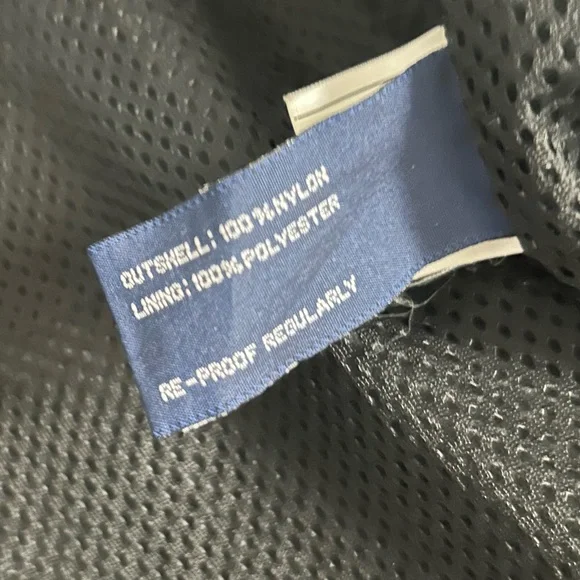 OUTSHELL: 100%NYLON
LINING: 100%POLYESTER
RE-PROOF REGULARLY